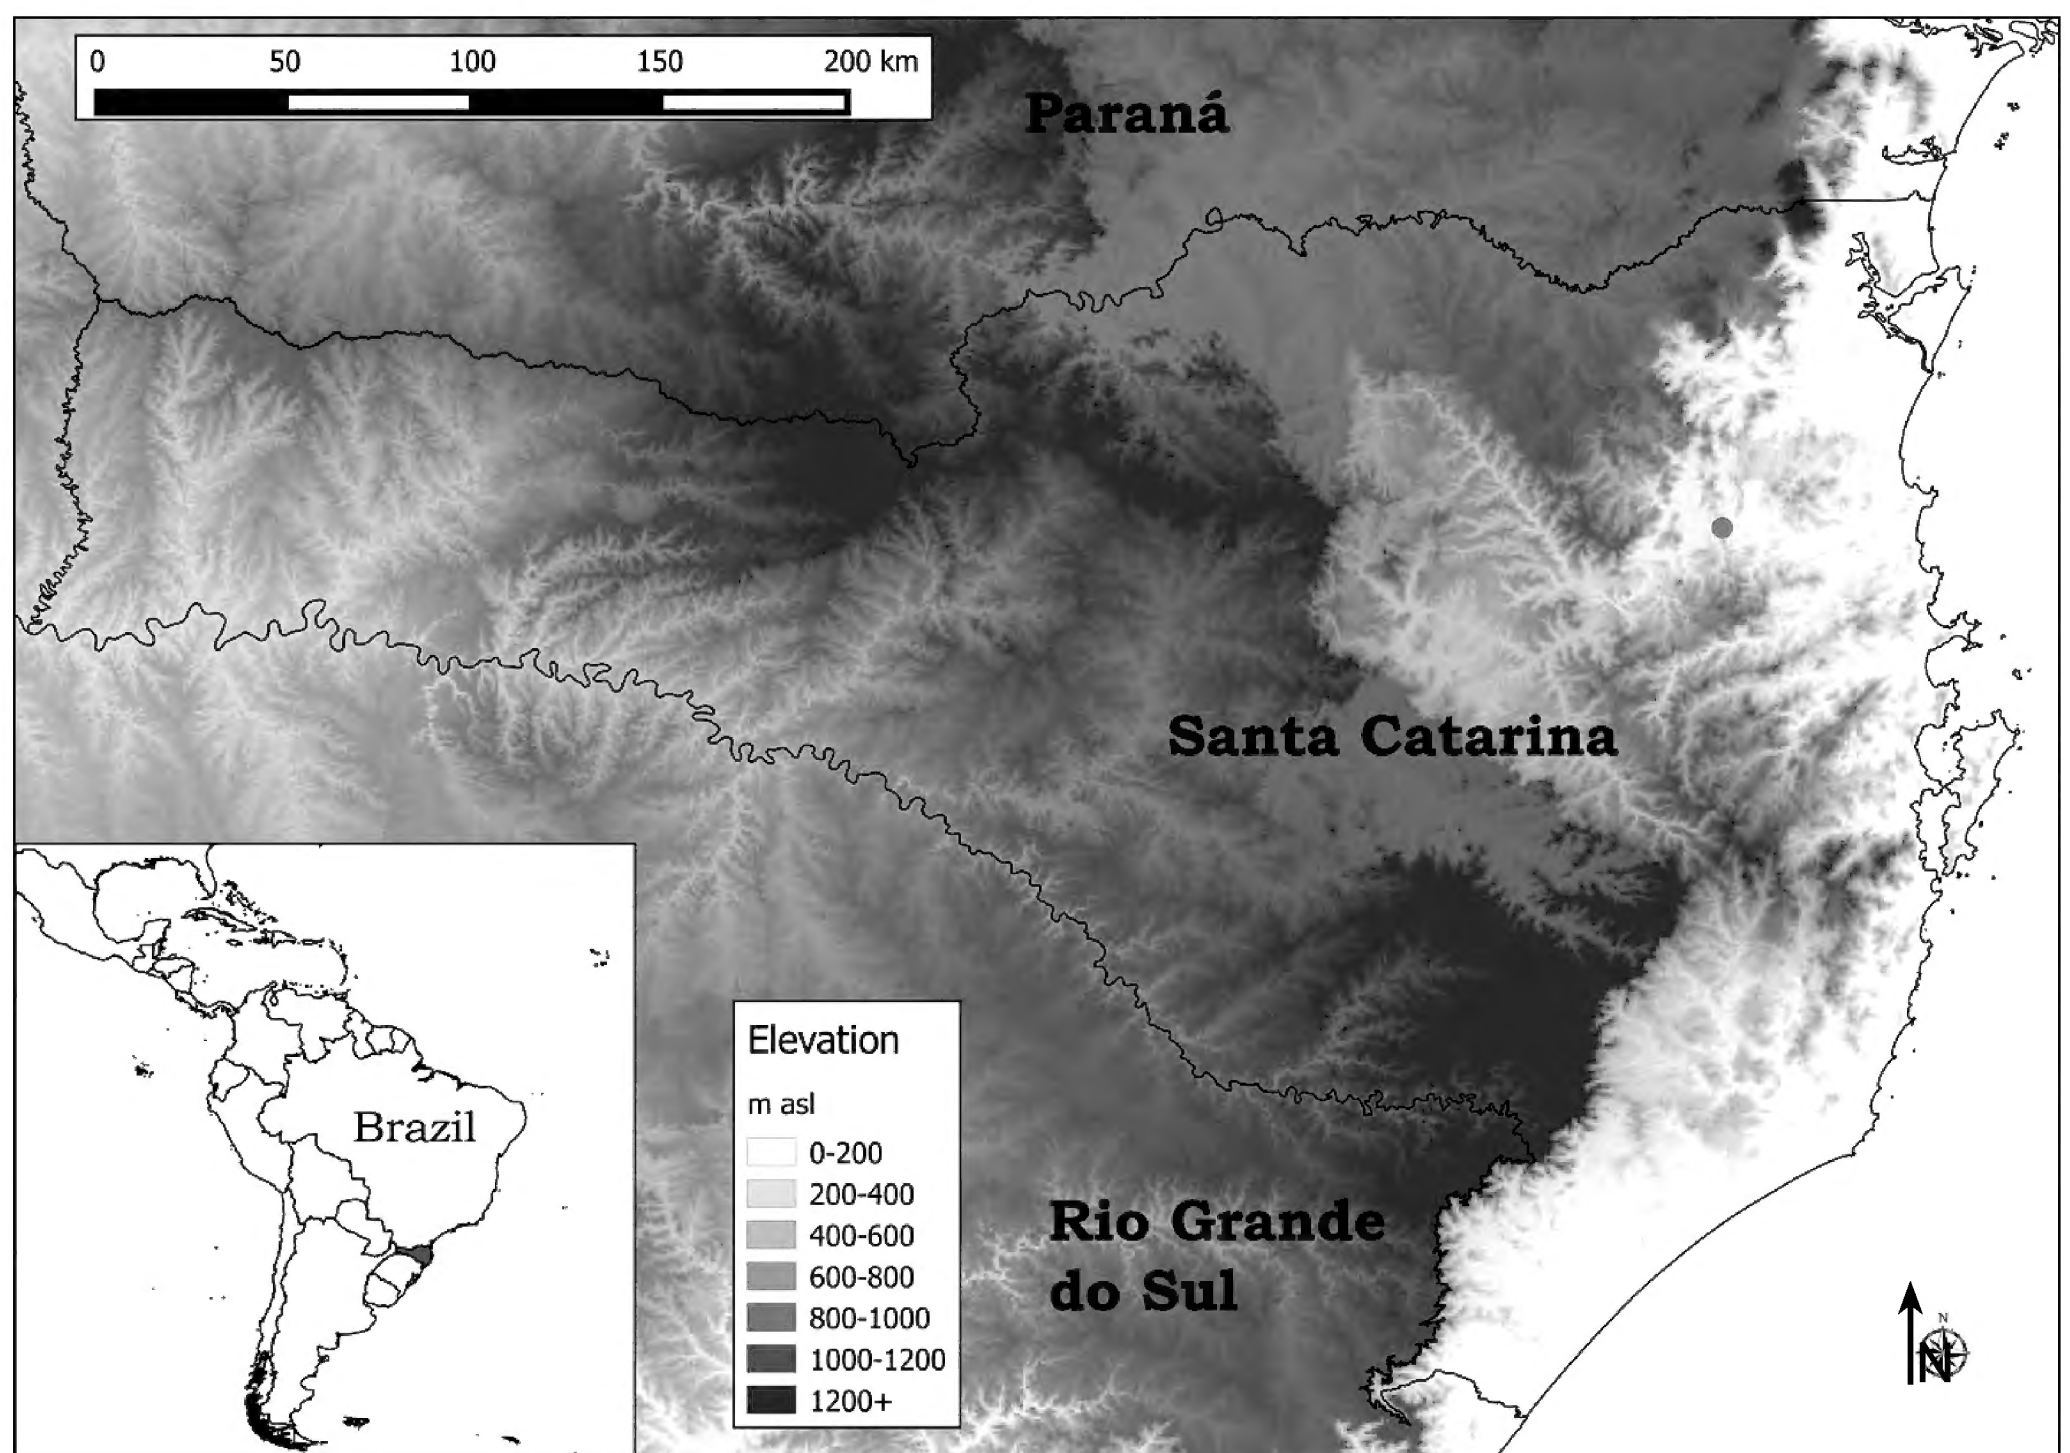 0 50 100 150 200 km
Paraná
Santa Catarina
Brazil
Elevation
m asl
0-200
200-400
400-600
600-800
800-1000
1000-1200
1200+
Rio Grande
do Sul
N
N